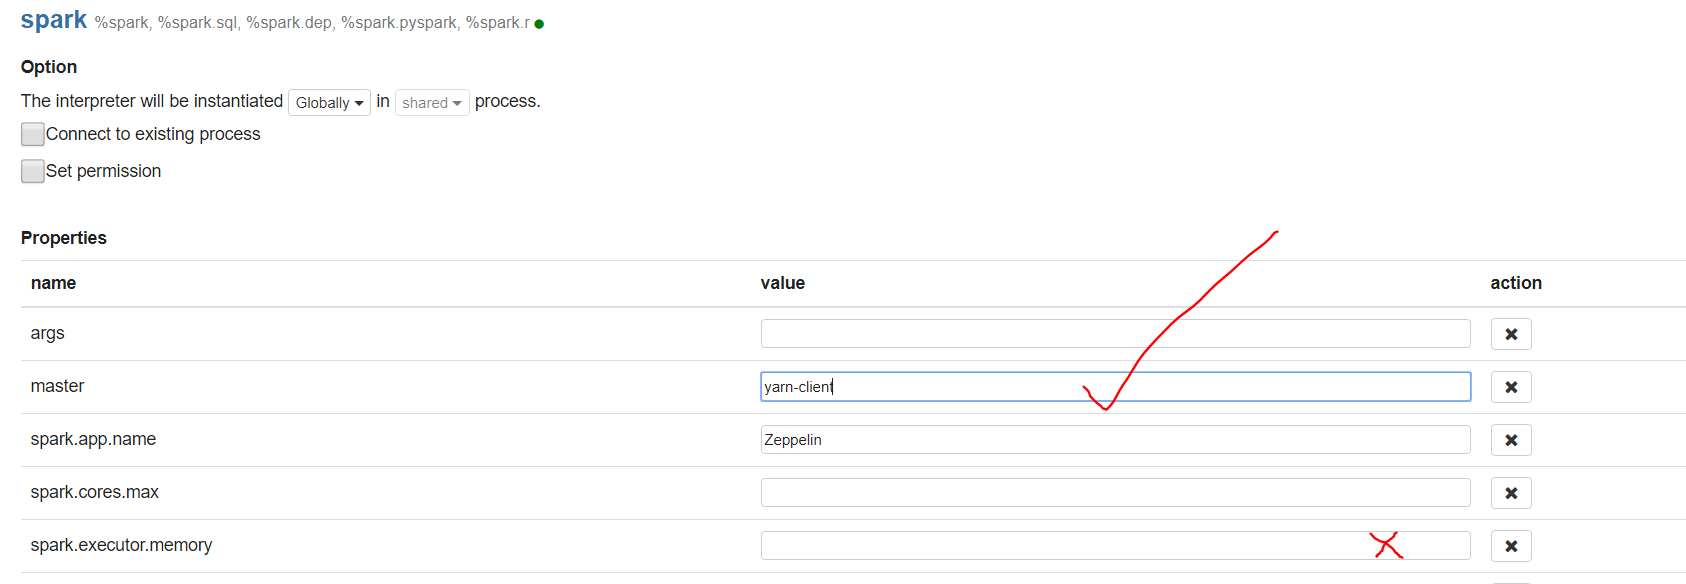 spark %spark, %spark.sql, %spark.dep, %spark.pyspark, %spark.r
Option
The interpreter will be instantiated Globally in shared process.
Connect to existing process
Set permission
Properties
name value action
args
master yarn-client
spark.app.name Zeppelin
spark.cores.max
spark.executor.memory